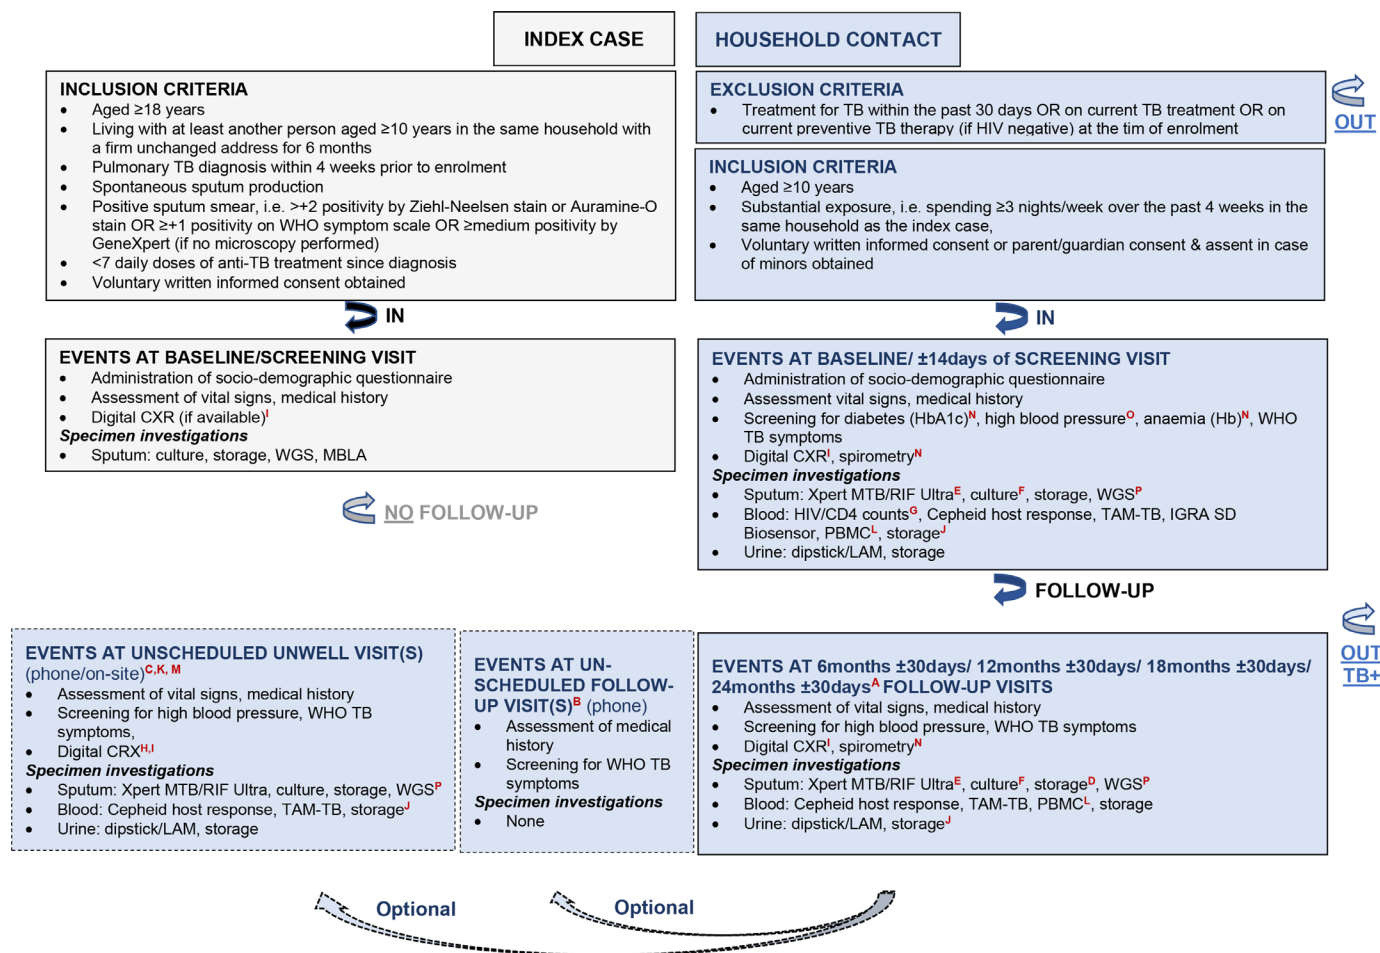 INDEX CASE
HOUSEHOLD CONTACT
INCLUSION CRITERIA
• Aged ≥18 years
• Living with at least another person aged ≥10 years in the same household with
a firm unchanged address for 6 months
• Pulmonary TB diagnosis within 4 weeks prior to enrolment
• Spontaneous sputum production
• Positive sputum smear, i.e. >+2 positivity by Ziehl-Neelsen stain or Auramine-O
stain OR ≥+1 positivity on WHO symptom scale OR ≥medium positivity by
GeneXpert (if no microscopy performed)
• <7 daily doses of anti-TB treatment since diagnosis
• Voluntary written informed consent obtained
EXCLUSION CRITERIA
• Treatment for TB within the past 30 days OR on current TB treatment OR on
current preventive TB therapy (if HIV negative) at the tim of enrolment
OUT
INCLUSION CRITERIA
• Aged ≥10 years
• Substantial exposure, i.e. spending ≥3 nights/week over the past 4 weeks in the
same household as the index case,
• Voluntary written informed consent or parent/guardian consent & assent in case
of minors obtained
IN
IN
EVENTS AT BASELINE/SCREENING VISIT
• Administration of socio-demographic questionnaire
• Assessment of vital signs, medical history
• Digital CXR (if available)I
Specimen investigations
• Sputum: culture, storage, WGS, MBLA
NO FOLLOW-UP
EVENTS AT BASELINE/ ±14days of SCREENING VISIT
• Administration of socio-demographic questionnaire
• Assessment vital signs, medical history
• Screening for diabetes (HbA1c)N, high blood pressureO, anaemia (Hb)N, WHO
TB symptoms
• Digital CXRI, spirometryN
Specimen investigations
• Sputum: Xpert MTB/RIF UltraE, cultureF, storage, WGSP
• Blood: HIV/CD4 countsG, Cepheid host response, TAM-TB, IGRA SD
Biosensor, PBMCL, storageJ
• Urine: dipstick/LAM, storage
FOLLOW-UP
EVENTS AT UNSCHEDULED UNWELL VISIT(S)
(phone/on-site)C,K, M
• Assessment of vital signs, medical history
• Screening for high blood pressure, WHO TB
symptoms,
• Digital CRXH,I
Specimen investigations
• Sputum: Xpert MTB/RIF Ultra, culture, storage, WGSP
• Blood: Cepheid host response, TAM-TB, storageJ
• Urine: dipstick/LAM, storage
EVENTS AT UN-
SCHEDULED FOLLOW-
UP VISIT(S)B (phone)
• Assessment of medical
history
• Screening for WHO TB
symptoms
Specimen investigations
• None
EVENTS AT 6months ±30days/ 12months ±30days/ 18months ±30days/
24months ±30daysA FOLLOW-UP VISITS
• Assessment of vital signs, medical history
• Screening for high blood pressure, WHO TB symptoms
• Digital CXRI, spirometryN
Specimen investigations
• Sputum: Xpert MTB/RIF UltraE, cultureF, storageD, WGSP
• Blood: Cepheid host response, TAM-TB, PBMCL, storage
• Urine: dipstick/LAM, storageJ
OUT
TB+
Optional
Optional